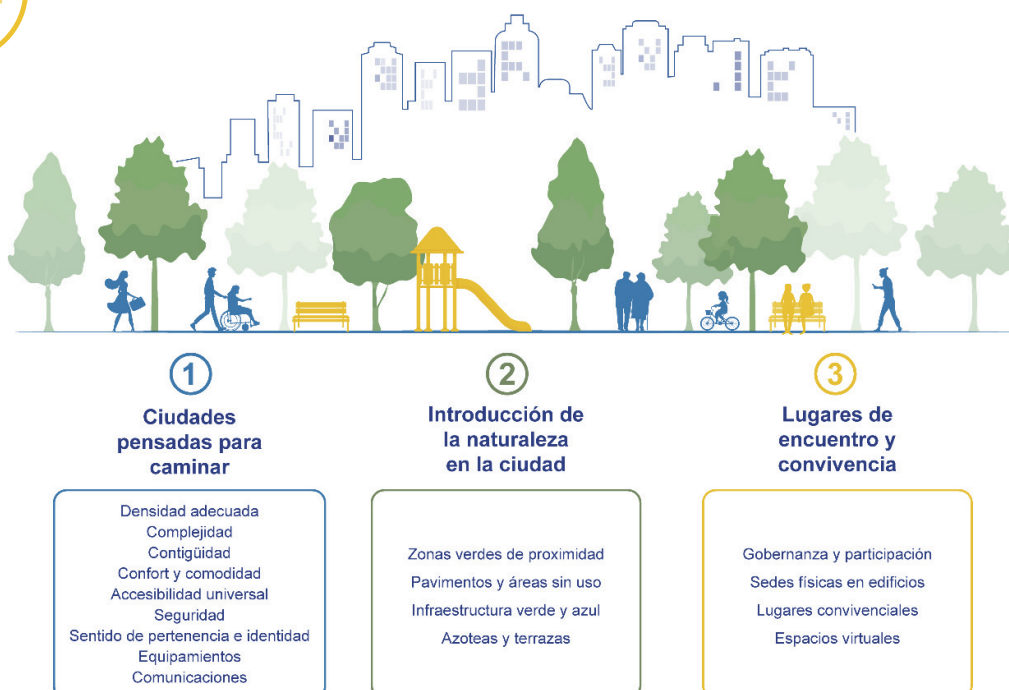 1
Ciudades
pensadas para
caminar
Densidad adecuada
Complejidad
Contigüidad
Confort y comodidad
Accesibilidad universal
Seguridad
Sentido de pertenencia e identidad
Equipamientos
Comunicaciones
2
Introducción de
la naturaleza
en la ciudad
Zonas verdes de proximidad
Pavimentos y áreas sin uso
Infraestructura verde y azul
Azoteas y terrazas
3
Lugares de
encuentro y
convivencia
Gobernanza y participación
Sedes físicas en edificios
Lugares convivenciales
Espacios virtuales